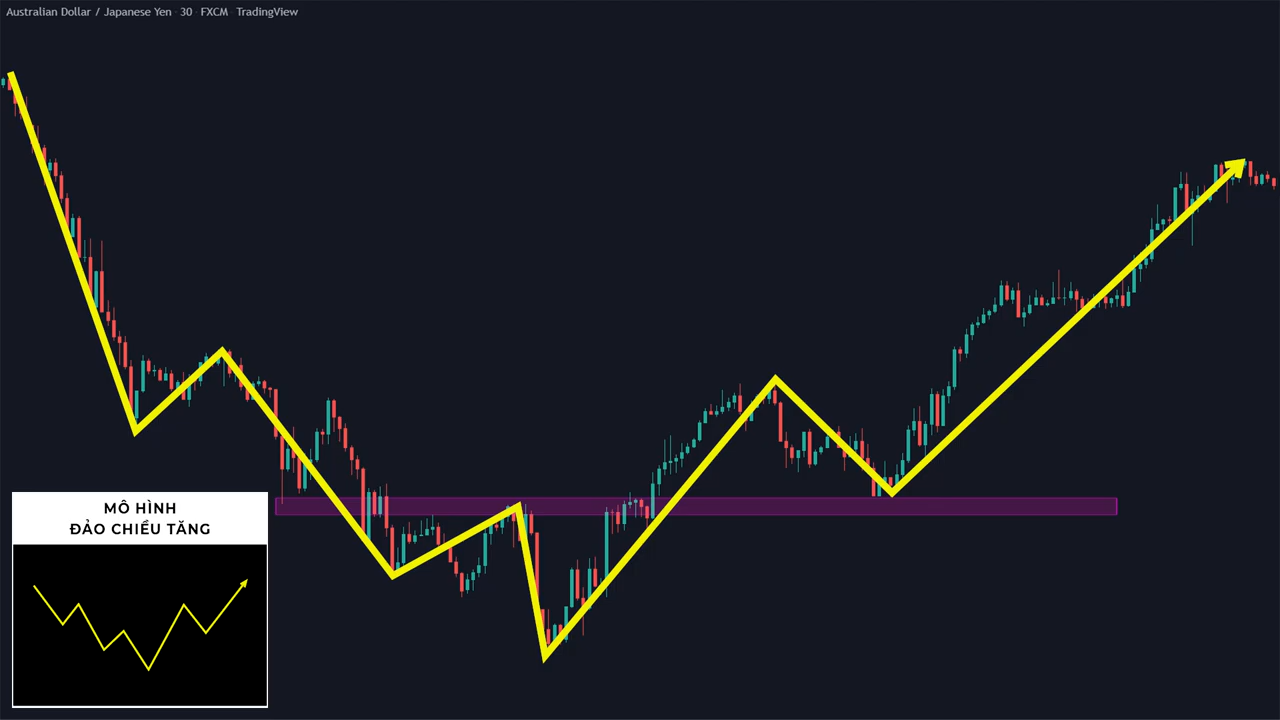 Australian Dollar / Japanese Yen · 30 · FXCM · TradingView
MÔ HÌNH
ĐẢO CHIỀU TĂNG